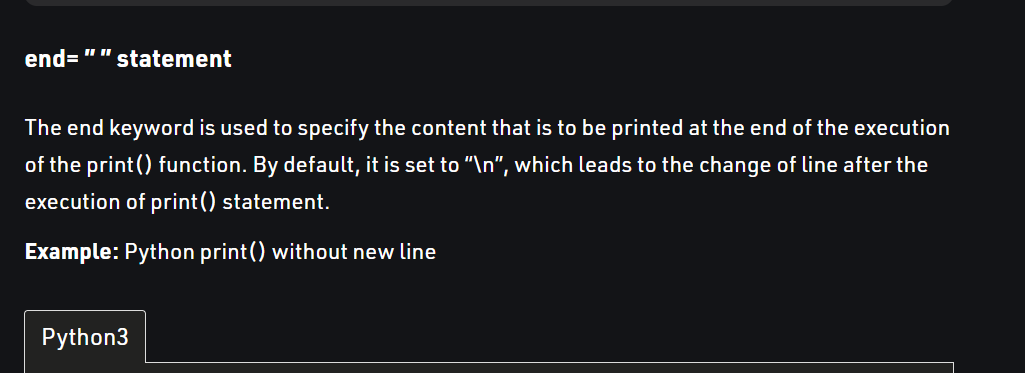 end= ” ” statement
The end keyword is used to specify the content that is to be printed at the end of the execution
of the print() function. By default, it is set to “\n”, which leads to the change of line after the
execution of print() statement.
Example: Python print() without new line
Python3